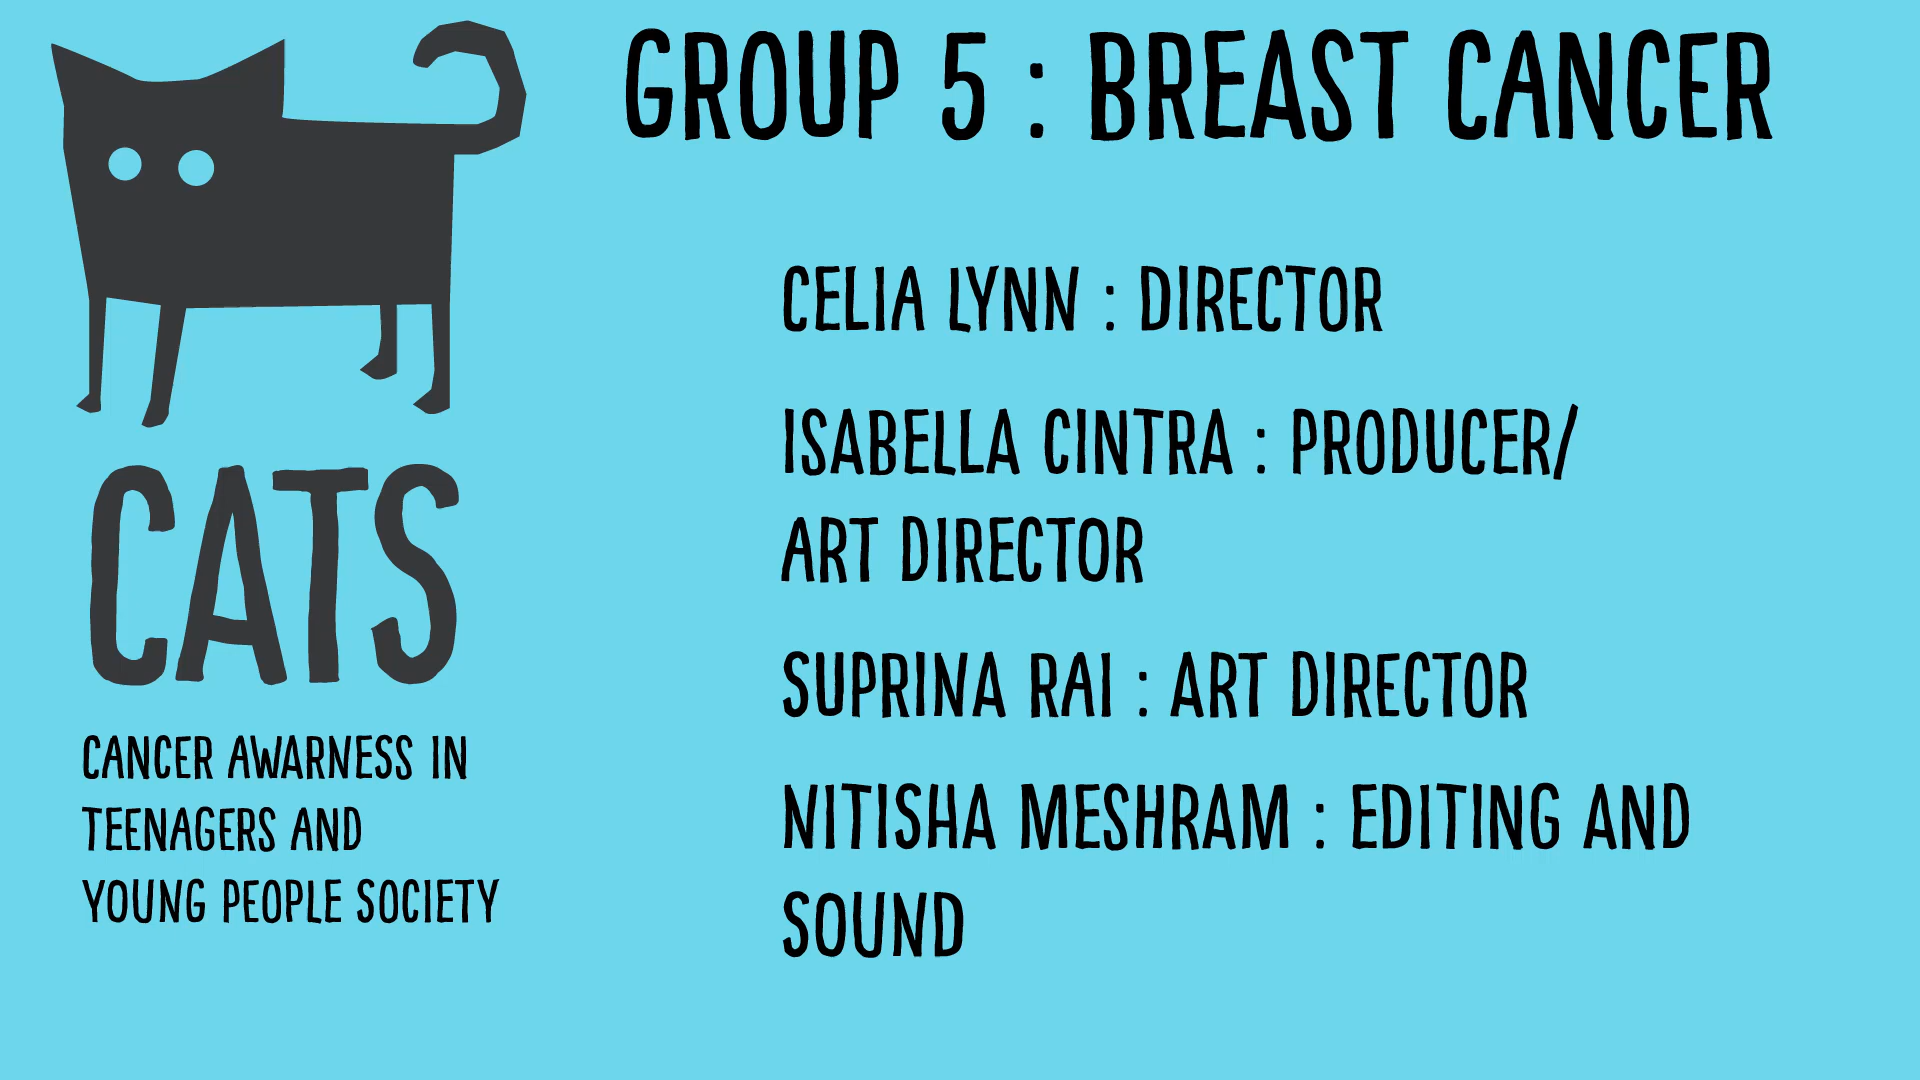 GROUP 5 : BREAST CANCER
CELIA LYNN : DIRECTOR
ISABELLA CINTRA : PRODUCER/
ART DIRECTOR
SUPRINA RAI : ART DIRECTOR
NITISHA MESHRAM : EDITING AND
SOUND
CATS
CANCER AWARNESS IN
TEENAGERS AND
YOUNG PEOPLE SOCIETY